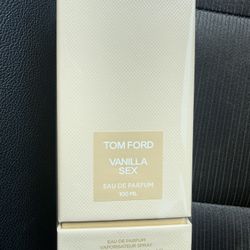 TOM FORD
VANILLA
SEX
EAU DE PARFUM
100 ML
EAU DE PARFUM
VAPORISATEUR SPRAY